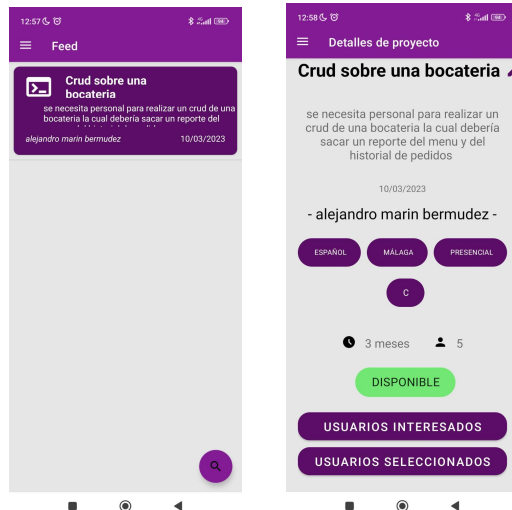 12:57
Feed
Crud sobre una
bocateria
se necesita personal para realizar un crud de una
bocateria la cual debería sacar un reporte del
alejandro marin bermudez
10/03/2023
12:58
Detalles de proyecto
Crud sobre una bocateria
se necesita personal para realizar un
crud de una bocateria la cual debería
sacar un reporte del menu y del
historial de pedidos
10/03/2023
- alejandro marin bermudez -
ESPAÑOL
MÁLAGA
PRESENCIAL
C
3 meses
5
DISPONIBLE
USUARIOS INTERESADOS
USUARIOS SELECCIONADOS